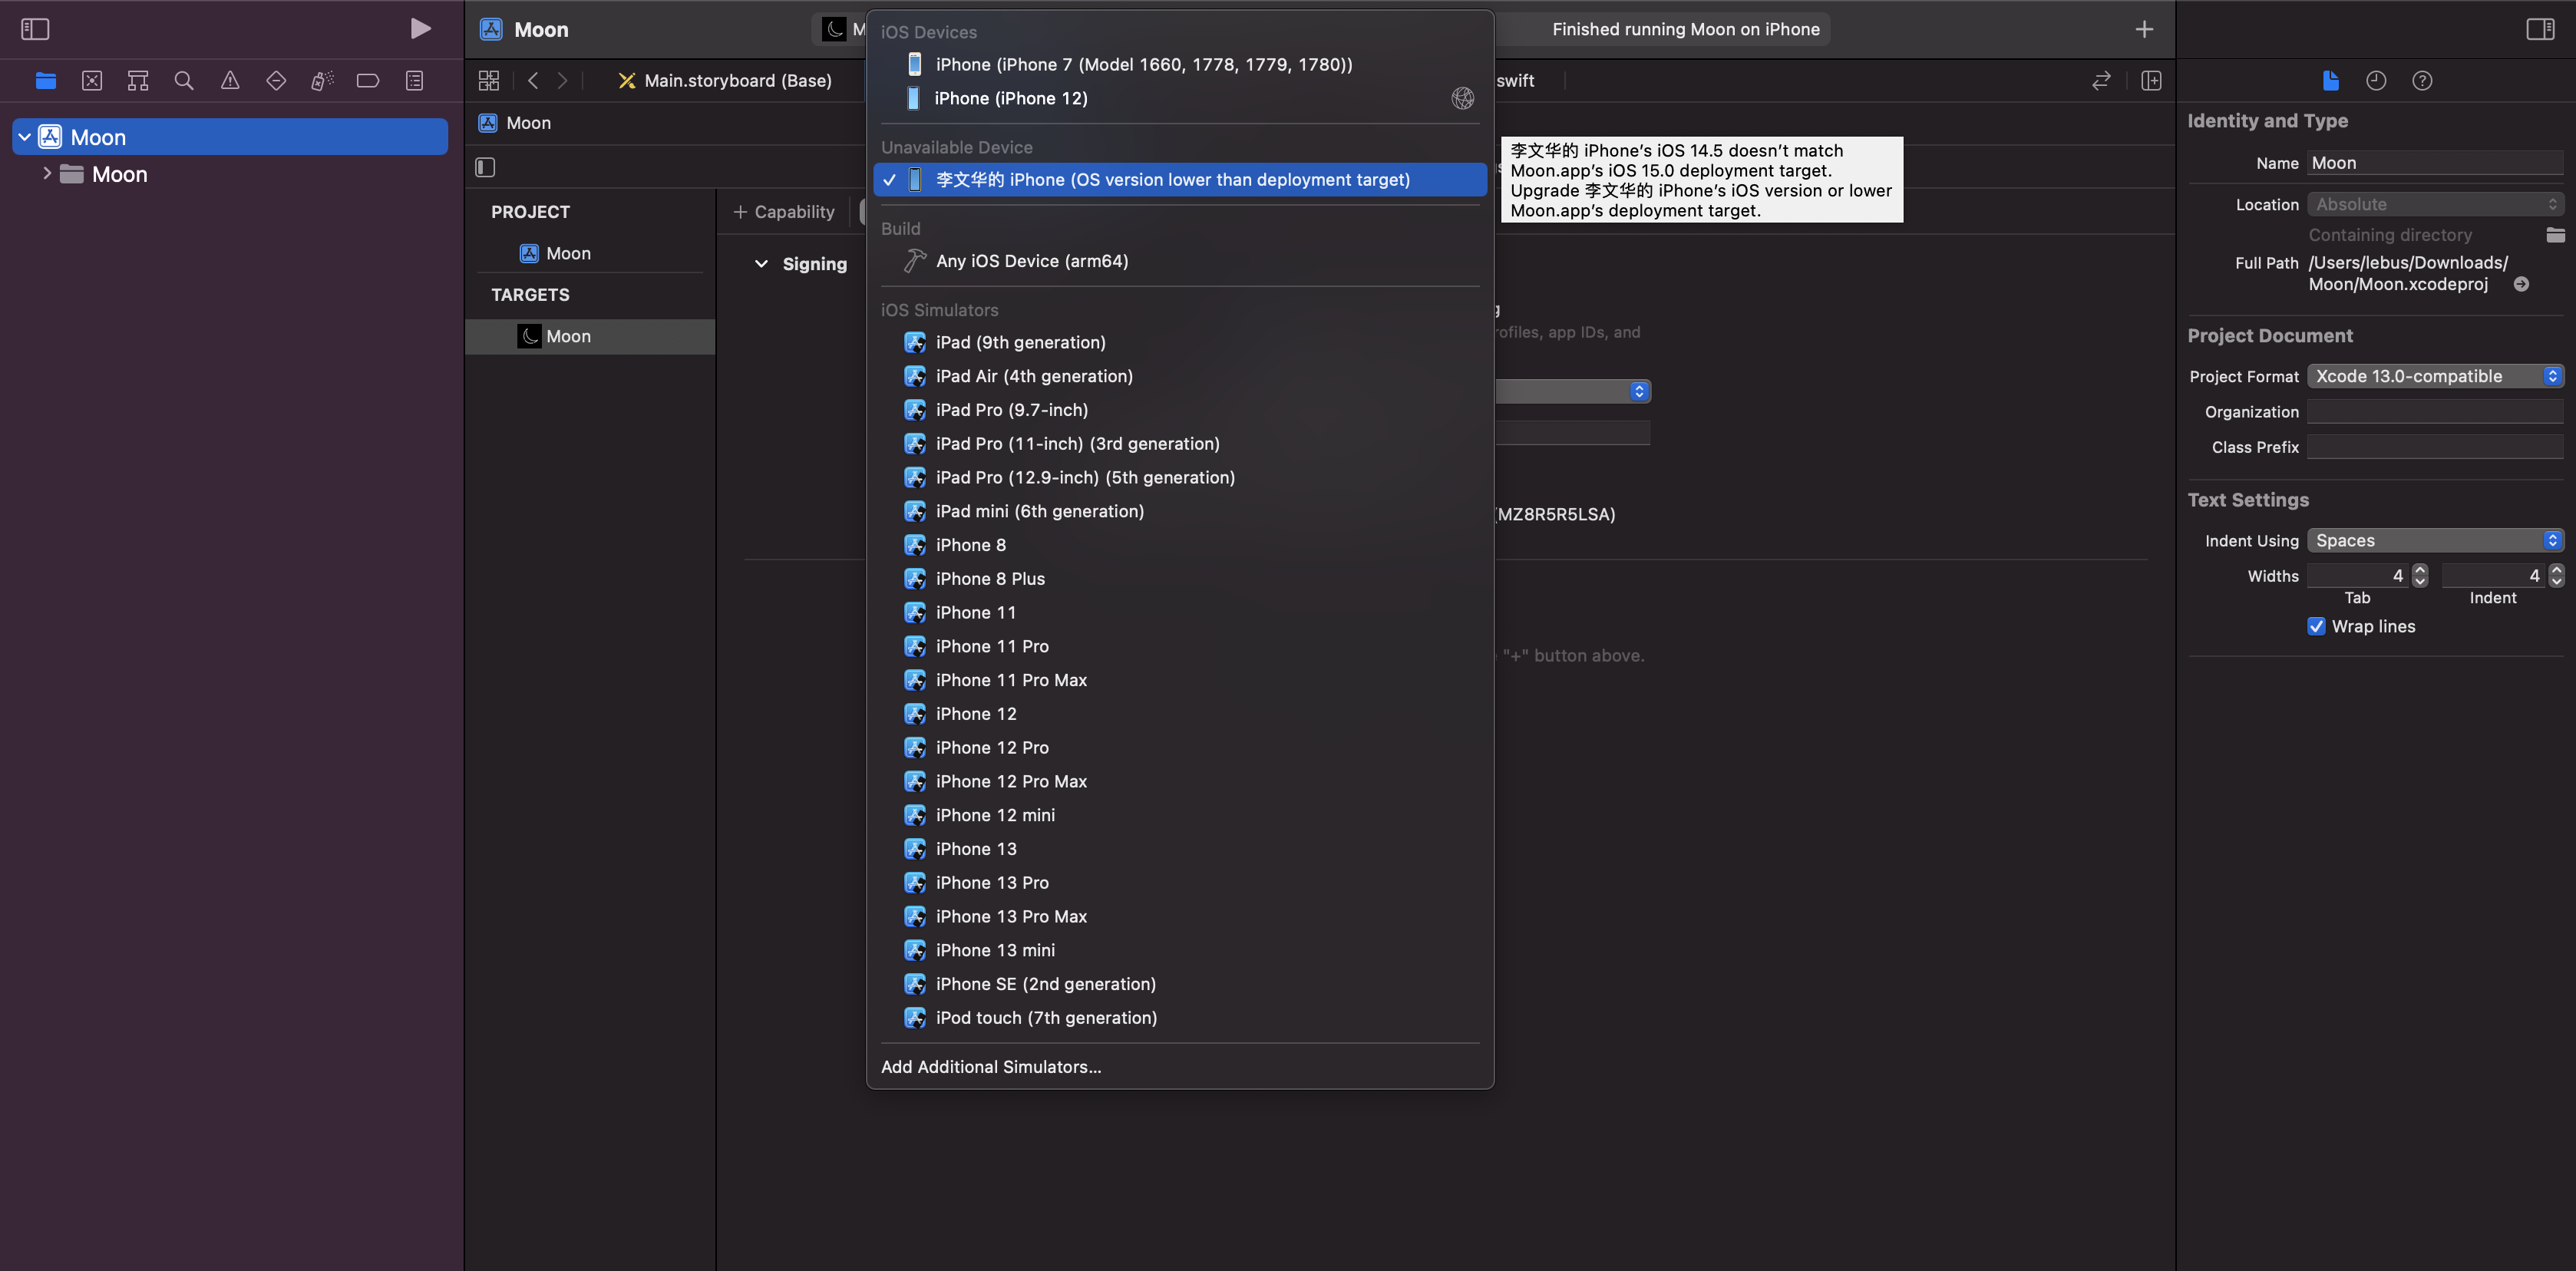 Moon
M
Finished running Moon on iPhone
Main.storyboard (Base)
swift
Moon
Moon
Moon
iOS Devices
iPhone (iPhone 7 (Model 1660, 1778, 1779, 1780))
iPhone (iPhone 12)
Unavailable Device
李文华的 iPhone (OS version lower than deployment target)
李文华的 iPhone’s iOS 14.5 doesn’t match
Moon.app’s iOS 15.0 deployment target.
Upgrade 李文华的 iPhone’s iOS version or lower
Moon.app’s deployment target.
Build
Any iOS Device (arm64)
iOS Simulators
iPad (9th generation)
iPad Air (4th generation)
iPad Pro (9.7-inch)
iPad Pro (11-inch) (3rd generation)
iPad Pro (12.9-inch) (5th generation)
iPad mini (6th generation)
iPhone 8
iPhone 8 Plus
iPhone 11
iPhone 11 Pro
iPhone 11 Pro Max
iPhone 12
iPhone 12 Pro
iPhone 12 Pro Max
iPhone 12 mini
iPhone 13
iPhone 13 Pro
iPhone 13 Pro Max
iPhone 13 mini
iPhone SE (2nd generation)
iPod touch (7th generation)
Add Additional Simulators...
PROJECT
Moon
TARGETS
Moon
+ Capability
Signing
rofiles, app IDs, and
(MZ8R5R5LSA)
"+" button above.
Identity and Type
Name Moon
Location Absolute
Containing directory
Full Path /Users/lebus/Downloads/
Moon/Moon.xcodeproj
Project Document
Project Format Xcode 13.0-compatible
Organization
Class Prefix
Text Settings
Indent Using Spaces
Widths 4 4
Tab Indent
Wrap lines